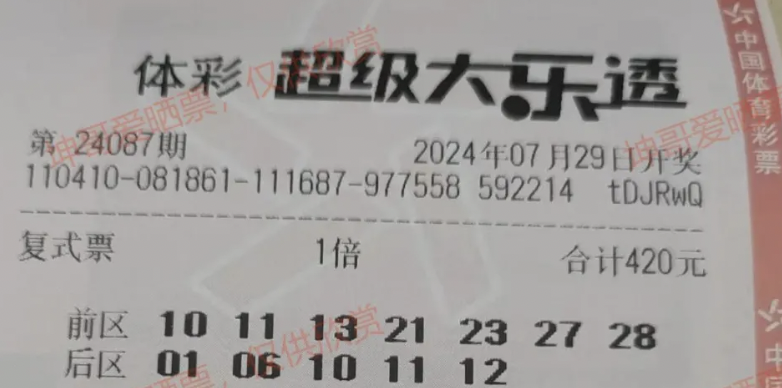 体彩 超级大乐透
第 24087期 2024年07月29日开奖
110410-081861-111687-977558 592214 tDJRwQ
复式票 1倍 合计420元
前区 10 11 13 21 23 27 28
后区 01 06 10 11 12
中国体育彩票
中
坤哥爱晒票，仅供欣赏
坤哥爱晒
仅供欣赏